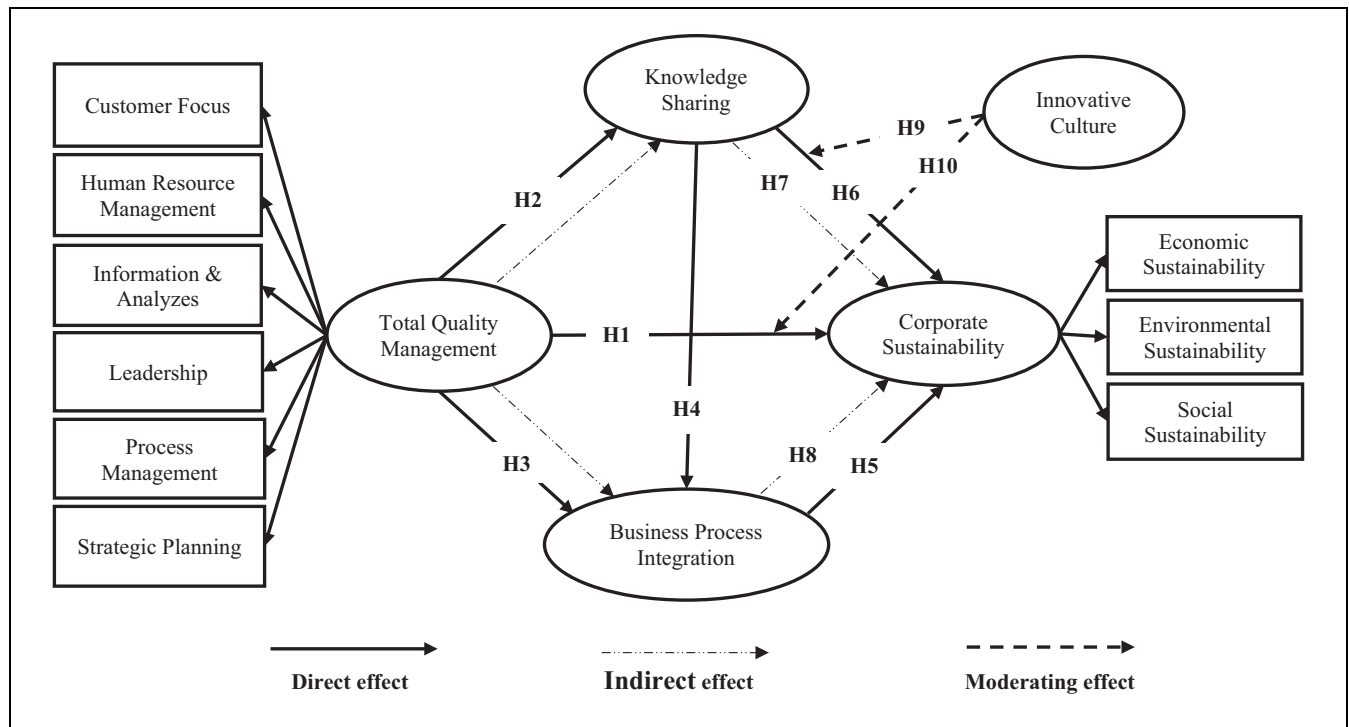 Customer Focus
Human Resource
Management
Information &
Analyzes
Leadership
Process
Management
Strategic Planning
Total Quality
Management
Knowledge
Sharing
Business Process
Integration
Innovative
Culture
Corporate
Sustainability
Economic
Sustainability
Environmental
Sustainability
Social
Sustainability
H1
H2
H3
H4
H5
H6
H7
H8
H9
H10
Direct effect
Indirect effect
Moderating effect